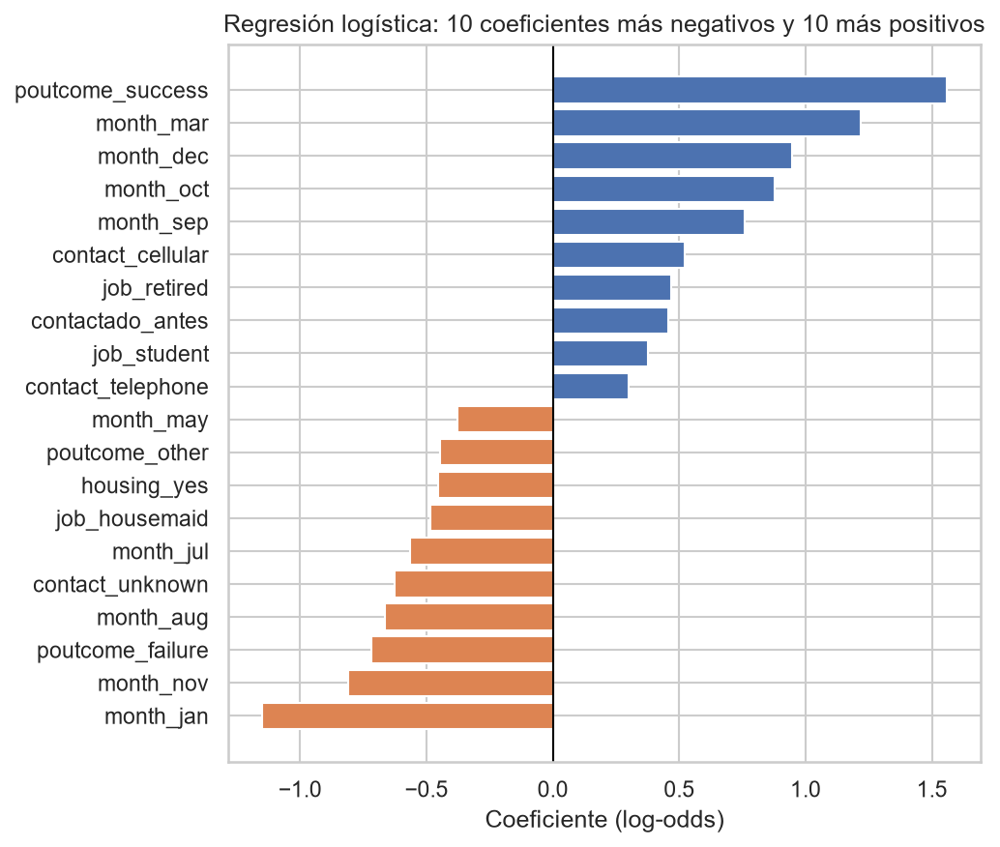 Regresión logística: 10 coeficientes más negativos y 10 más positivos
poutcome_success
month_mar
month_dec
month_oct
month_sep
contact_cellular
job_retired
contactado_antes
job_student
contact_telephone
month_may
poutcome_other
housing_yes
job_housemaid
month_jul
contact_unknown
month_aug
poutcome_failure
month_nov
month_jan
−1.0 −0.5 0.0 0.5 1.0 1.5
Coeficiente (log-odds)